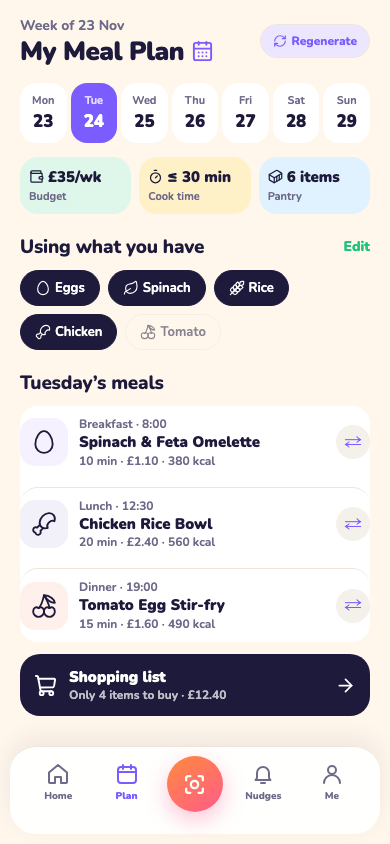 Week of 23 Nov
My Meal Plan
Regenerate
Mon Tue Wed Thu Fri Sat Sun
23 24 25 26 27 28 29
£35/wk ≤ 30 min 6 items
Budget Cook time Pantry
Using what you have Edit
Eggs Spinach Rice
Chicken Tomato
Tuesday’s meals
Breakfast · 8:00
Spinach & Feta Omelette
10 min · £1.10 · 380 kcal
Lunch · 12:30
Chicken Rice Bowl
20 min · £2.40 · 560 kcal
Dinner · 19:00
Tomato Egg Stir-fry
15 min · £1.60 · 490 kcal
Shopping list
Only 4 items to buy · £12.40
Home Plan Nudges Me